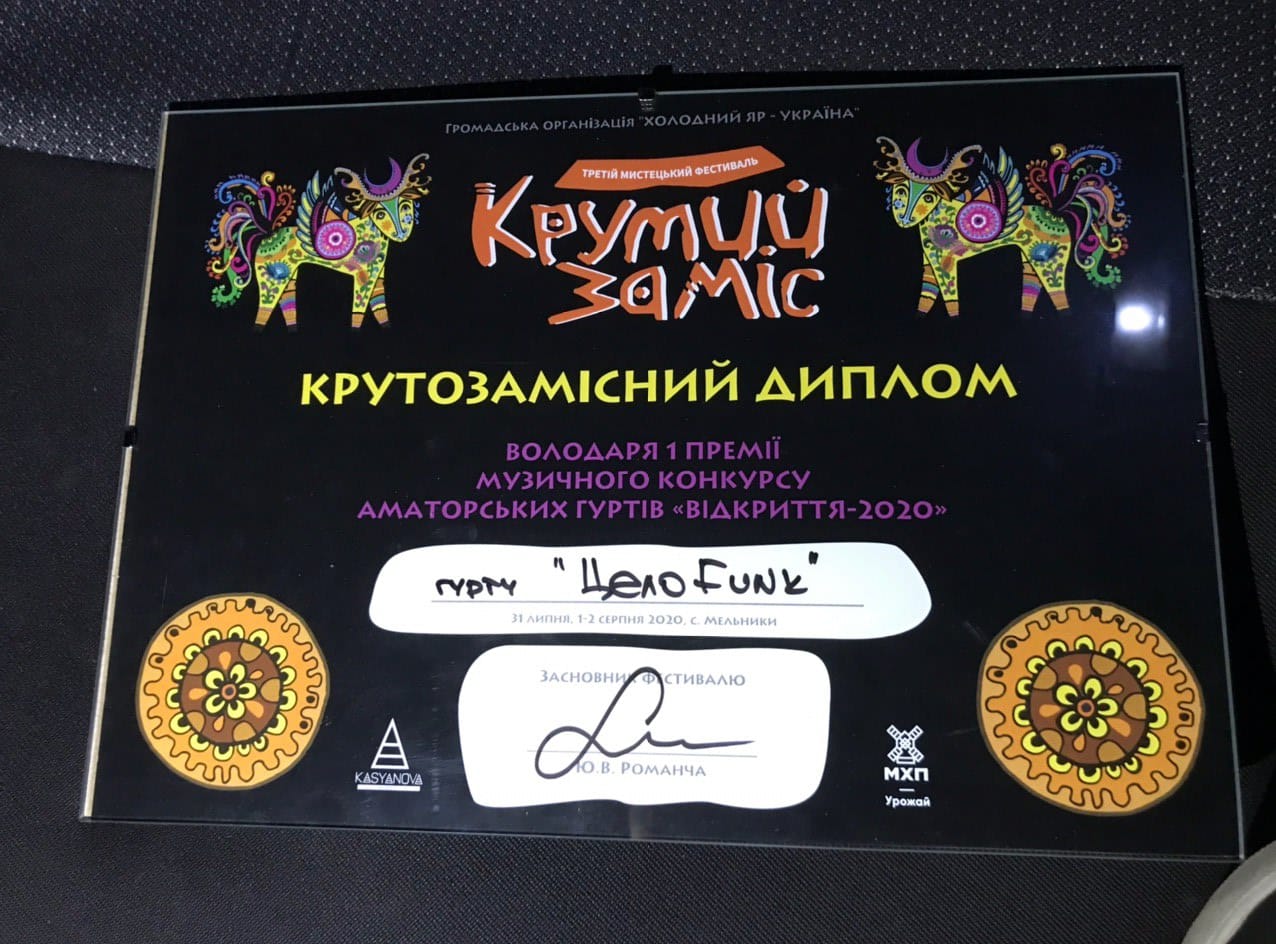 Громадська організація "Холодний Яр - Україна"
ТРЕТІЙ МИСТЕЦЬКИЙ ФЕСТИВАЛЬ
Крутий
заміс
КРУТОЗАМІСНИЙ ДИПЛОМ
ВОЛОДАРЯ 1 ПРЕМІЇ
МУЗИЧНОГО КОНКУРСУ
АМАТОРСЬКИХ ГУРТІВ «ВІДКРИТТЯ-2020»
гурту "ЦелоFunk"
31 липня, 1-2 серпня 2020, с. Мельники
Засновник фестивалю
Ю.В. Романча
KASYANOVA
МХП
Урожай